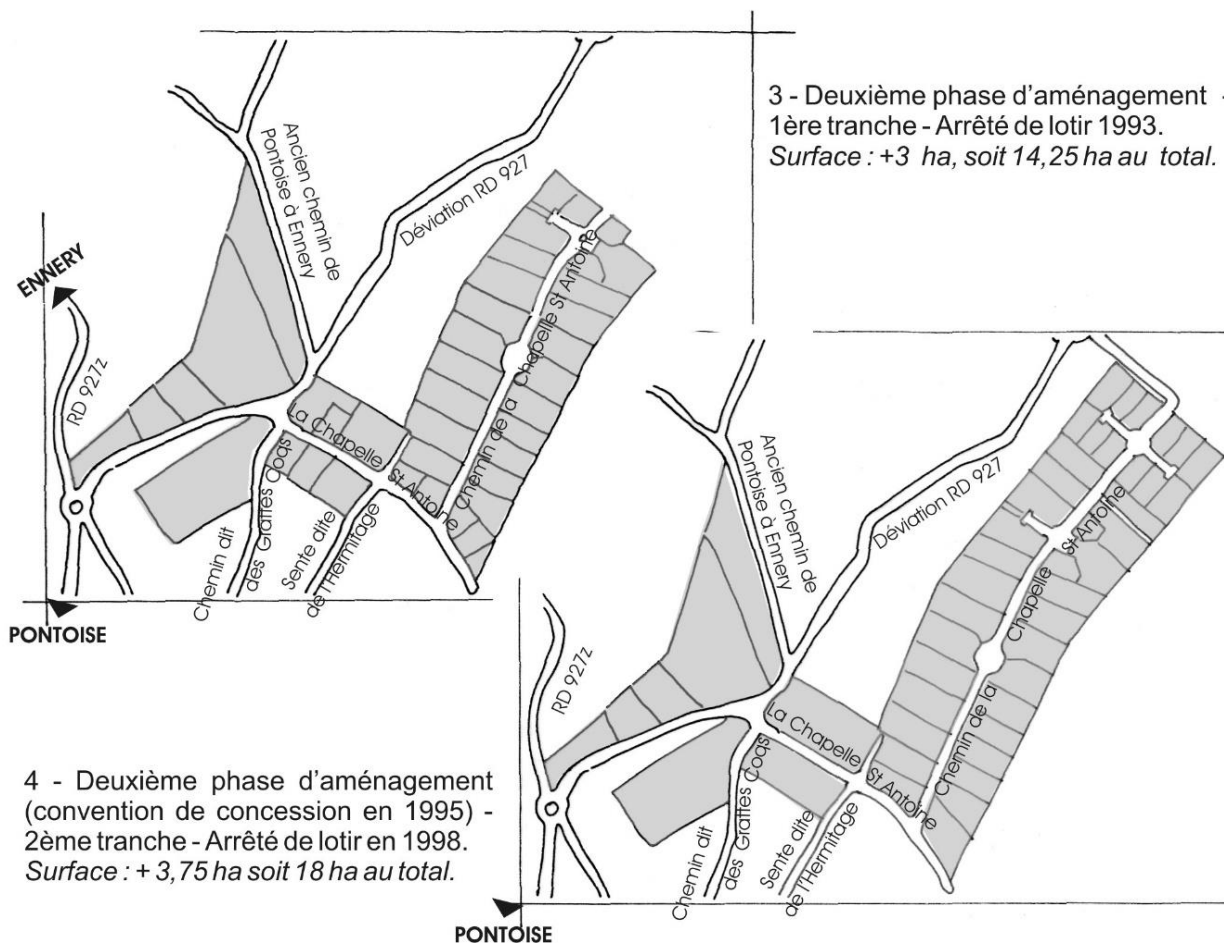 3 - Deuxième phase d'aménagement -
1ère tranche - Arrêté de lotir 1993.
Surface : +3 ha, soit 14,25 ha au total.
Ancien chemin de
Pontoise à Ennery
Déviation RD 927
ENNERY
RD 927z
La Chapelle St Antoine
Chemin de la Chapelle St Antoine
Chemin dit
des Grattes Coqs
Sente dite
de l'Hermitage
PONTOISE
Ancien chemin de
Pontoise à Ennery
Déviation RD 927
RD 927z
La Chapelle St Antoine
Chemin de la Chapelle St Antoine
Chemin dit
des Grattes Coqs
Sente dite
de l'Hermitage
PONTOISE
4 - Deuxième phase d'aménagement
(convention de concession en 1995) -
2ème tranche - Arrêté de lotir en 1998.
Surface : + 3,75 ha soit 18 ha au total.